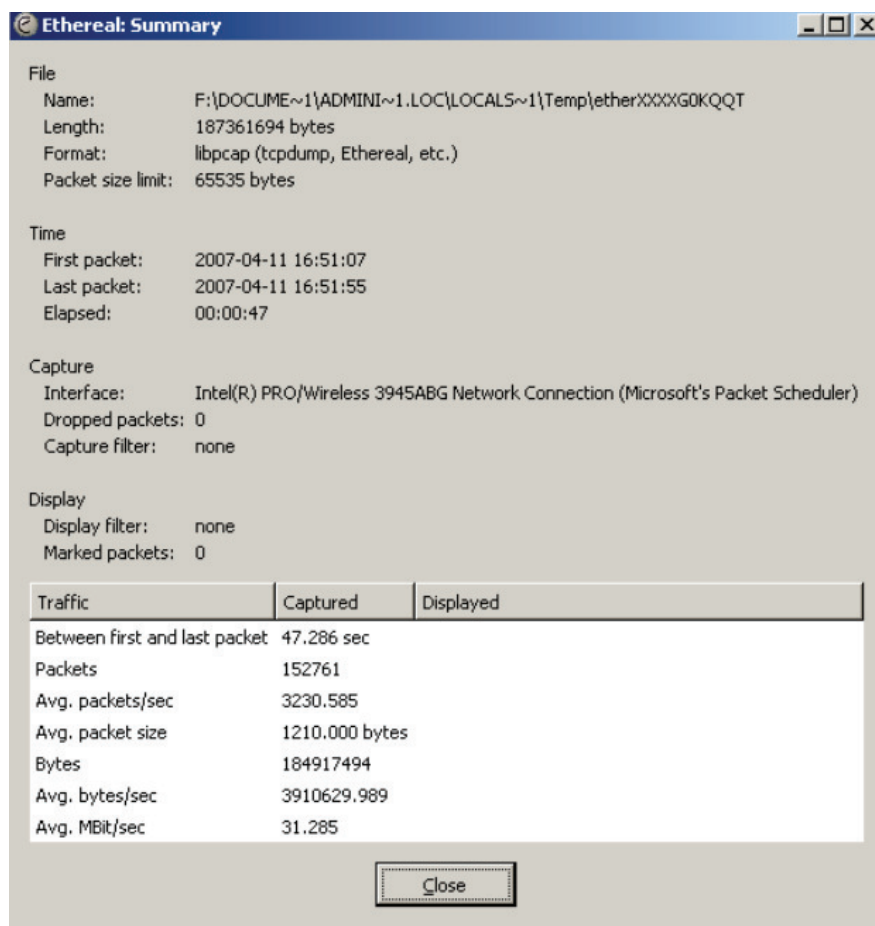 Ethereal: Summary
File
Name: F:\DOCUME~1\ADMINI~1.LOC\LOCALS~1\Temp\etherXXXXG0KQQT
Length: 187361694 bytes
Format: libpcap (tcpdump, Ethereal, etc.)
Packet size limit: 65535 bytes
Time
First packet: 2007-04-11 16:51:07
Last packet: 2007-04-11 16:51:55
Elapsed: 00:00:47
Capture
Interface: Intel(R) PRO/Wireless 3945ABG Network Connection (Microsoft's Packet Scheduler)
Dropped packets: 0
Capture filter: none
Display
Display filter: none
Marked packets: 0
Traffic Captured Displayed
Between first and last packet 47.286 sec
Packets 152761
Avg. packets/sec 3230.585
Avg. packet size 1210.000 bytes
Bytes 184917494
Avg. bytes/sec 3910629.989
Avg. MBit/sec 31.285
Close